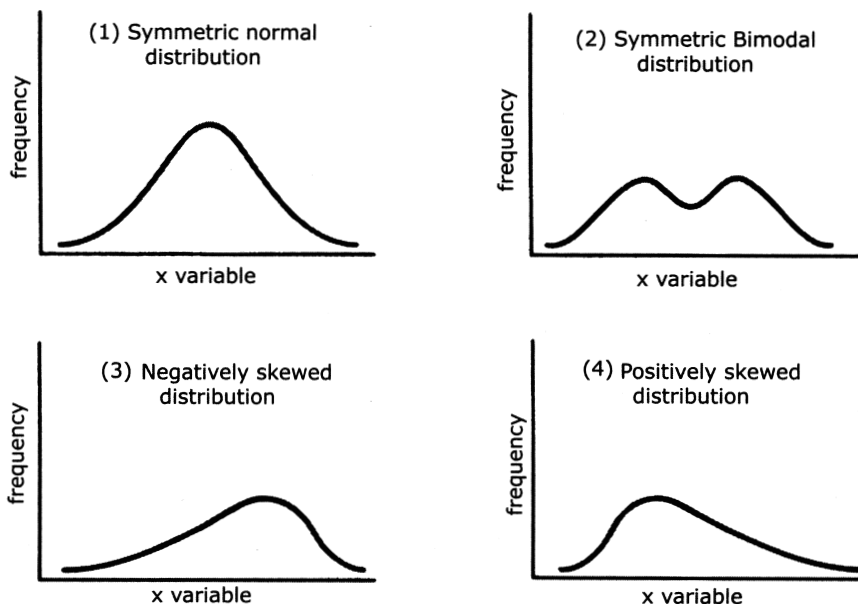 (1) Symmetric normal
distribution
frequency
x variable
(2) Symmetric Bimodal
distribution
frequency
x variable
(3) Negatively skewed
distribution
frequency
x variable
(4) Positively skewed
distribution
frequency
x variable